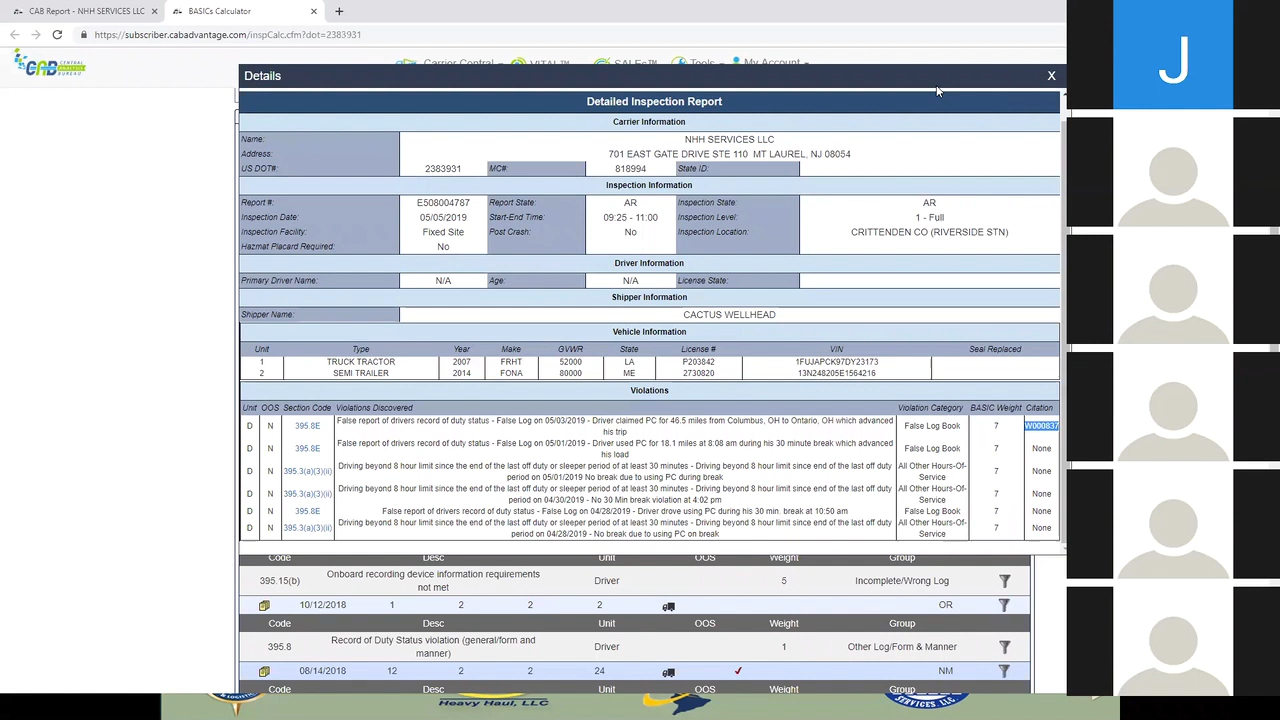 CAB Report - NHH SERVICES LLC
BASICs Calculator
https://subscriber.cabadvantage.com/inspCalc.cfm?dot=2383931
CAB CENTRAL ANALYSIS BUREAU
Carrier Central VITAL™ SALEs™ Tools My Account
Details X
Detailed Inspection Report
Carrier Information
Name: NHH SERVICES LLC
Address: 701 EAST GATE DRIVE STE 110 MT LAUREL, NJ 08054
US DOT#: 2383931 MC#: 818994 State ID:
Inspection Information
Report #: E508004787 Report State: AR Inspection State: AR
Inspection Date: 05/05/2019 Start-End Time: 09:25 - 11:00 Inspection Level: 1 - Full
Inspection Facility: Fixed Site Post Crash: No Inspection Location: CRITTENDEN CO (RIVERSIDE STN)
Hazmat Placard Required: No
Driver Information
Primary Driver Name: N/A Age: N/A License State:
Shipper Information
Shipper Name: CACTUS WELLHEAD
Vehicle Information
Unit Type Year Make GVWR State License # VIN Seal Replaced
1 TRUCK TRACTOR 2007 FRHT 52000 LA P203842 1FUJAPCK97DY23173
2 SEMI TRAILER 2014 FONA 80000 ME 2730820 13N248205E1564216
Violations
Unit OOS Section Code Violations Discovered Violation Category BASIC Weight Citation
D N 395.8E False report of drivers record of duty status - False Log on 05/03/2019 - Driver claimed PC for 46.5 miles from Columbus, OH to Ontario, OH which advanced his trip False Log Book 7 W000837
D N 395.8E False report of drivers record of duty status - False Log on 05/01/2019 - Driver used PC for 18.1 miles at 8:08 am during his 30 minute break which advanced his load False Log Book 7 None
D N 395.3(a)(3)(ii) Driving beyond 8 hour limit since the end of the last off duty or sleeper period of at least 30 minutes - Driving beyond 8 hour limit since end of the last off duty period on 05/01/2019 No break due to using PC during break All Other Hours-Of-Service 7 None
D N 395.3(a)(3)(ii) Driving beyond 8 hour limit since the end of the last off duty or sleeper period of at least 30 minutes - Driving beyond 8 hour limit since end of the last off duty period on 04/30/2019 - No 30 Min break violation at 4:02 pm All Other Hours-Of-Service 7 None
D N 395.8E False report of drivers record of duty status - False Log on 04/28/2019 - Driver drove using PC during his 30 min. break at 10:50 am False Log Book 7 None
D N 395.3(a)(3)(ii) Driving beyond 8 hour limit since the end of the last off duty or sleeper period of at least 30 minutes - Driving beyond 8 hour limit since end of the last off duty period on 04/28/2019 - No break due to using PC on break All Other Hours-Of-Service 7 None
Code Desc Unit OOS Weight Group
395.15(b) Onboard recording device information requirements not met Driver 5 Incomplete/Wrong Log
10/12/2018 1 2 2 2 OR
Code Desc Unit OOS Weight Group
395.8 Record of Duty Status violation (general/form and manner) Driver 1 Other Log/Form & Manner
08/14/2018 12 2 2 24 NM
Code Desc Unit OOS Weight Group
Heavy Haul, LLC
J